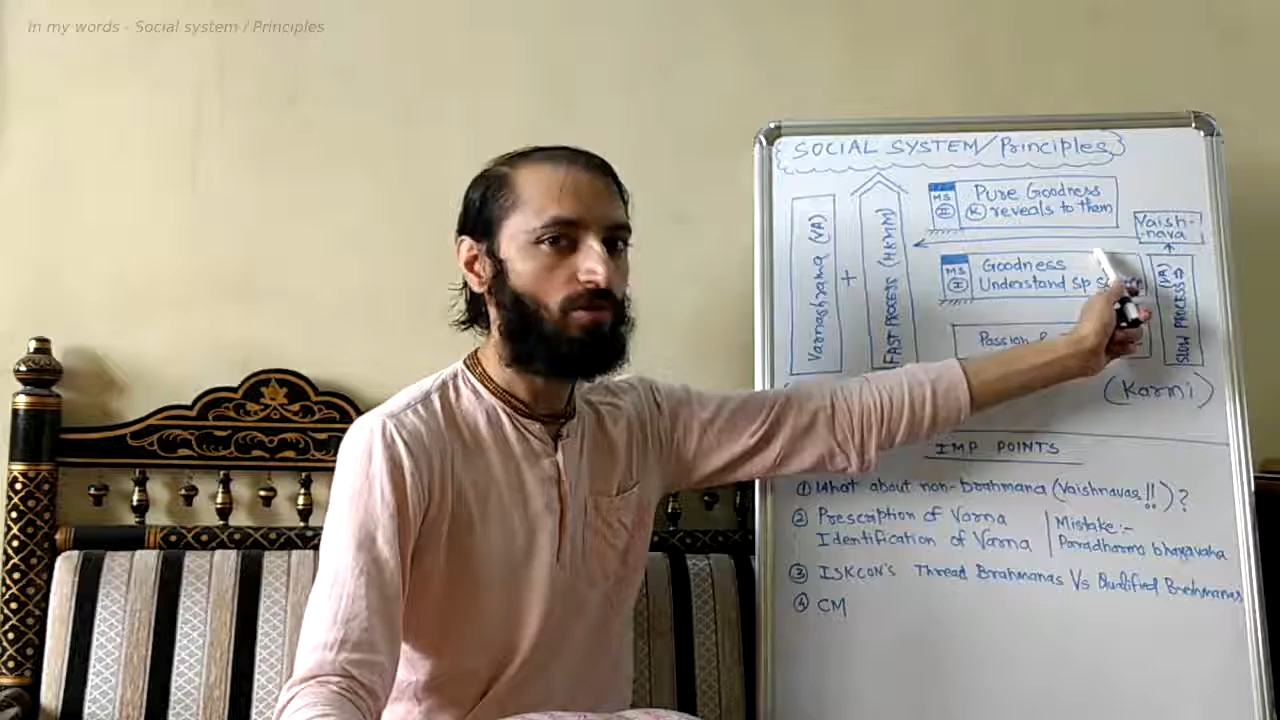 In my words - Social system / Principles
SOCIAL SYSTEM/Principles
MS
I
Pure Goodness
(K) reveals to them
Vaish-
-nava
Varnashrama (VA)
+
FAST PROCESS (HKMM)
MS
I
Goodness
Understand sp
SLOW PROCESS
(VA)
Passion
(Karmi)
IMP POINTS
① What about non-brahmana (Vaishnavas!!)?
② Prescription of Varna
Identification of Varna
Mistake:-
Paradharmo bhayavaha
③ ISKCON's Thread Brahmanas Vs Qualified Brahmanas
④ CM